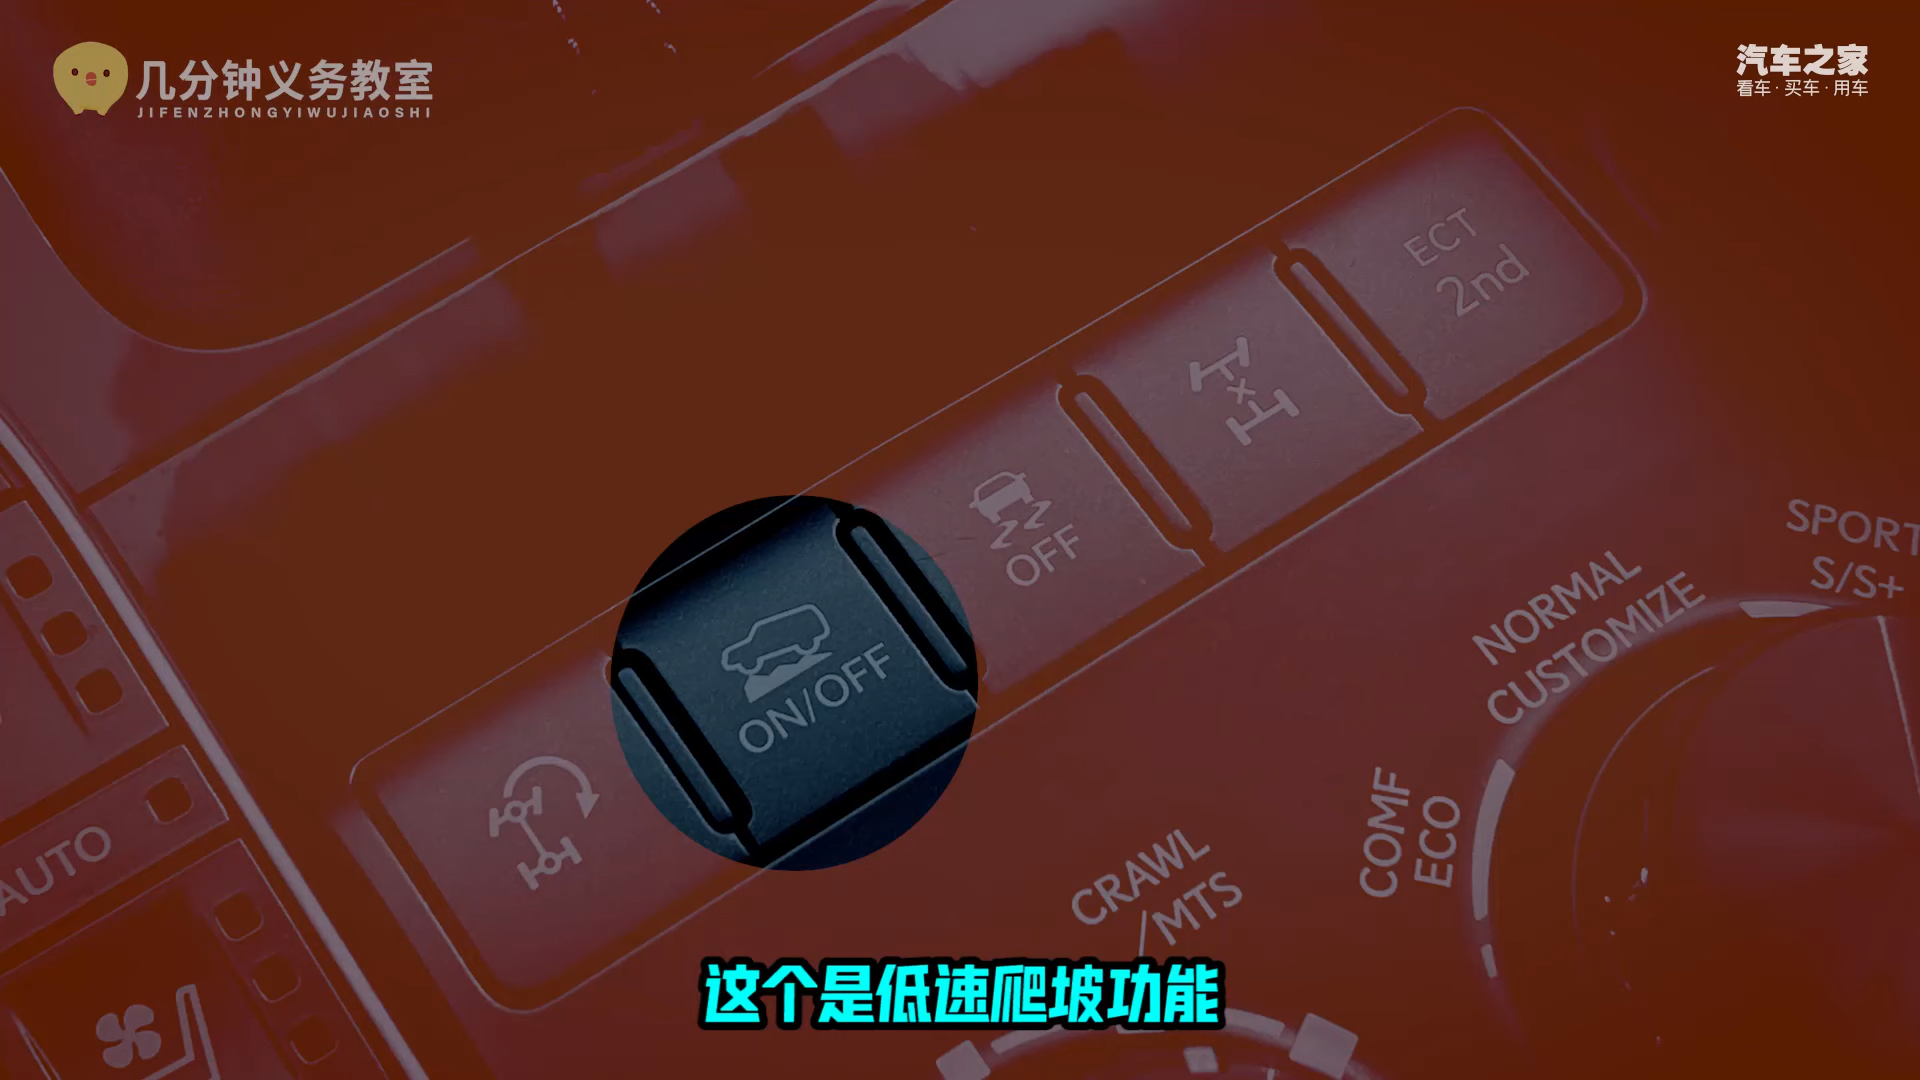 几分钟义务教室
JIFENZHONGYIWUJIAOSHI
汽车之家
看车·买车·用车
ECT
2nd
OFF
ON/OFF
SPORT
S/S+
NORMAL
CUSTOMIZE
COMF
ECO
CRAWL
/MTS
AUTO
这个是低速爬坡功能